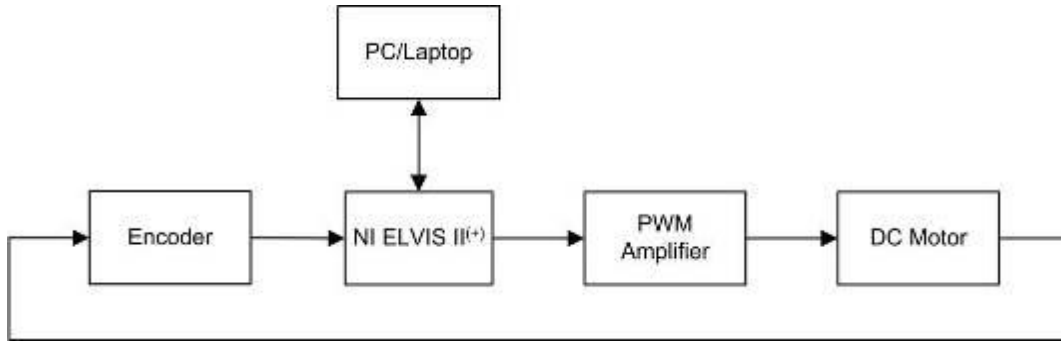 PC/Laptop
Encoder
NI ELVIS II(+)
PWM
Amplifier
DC Motor